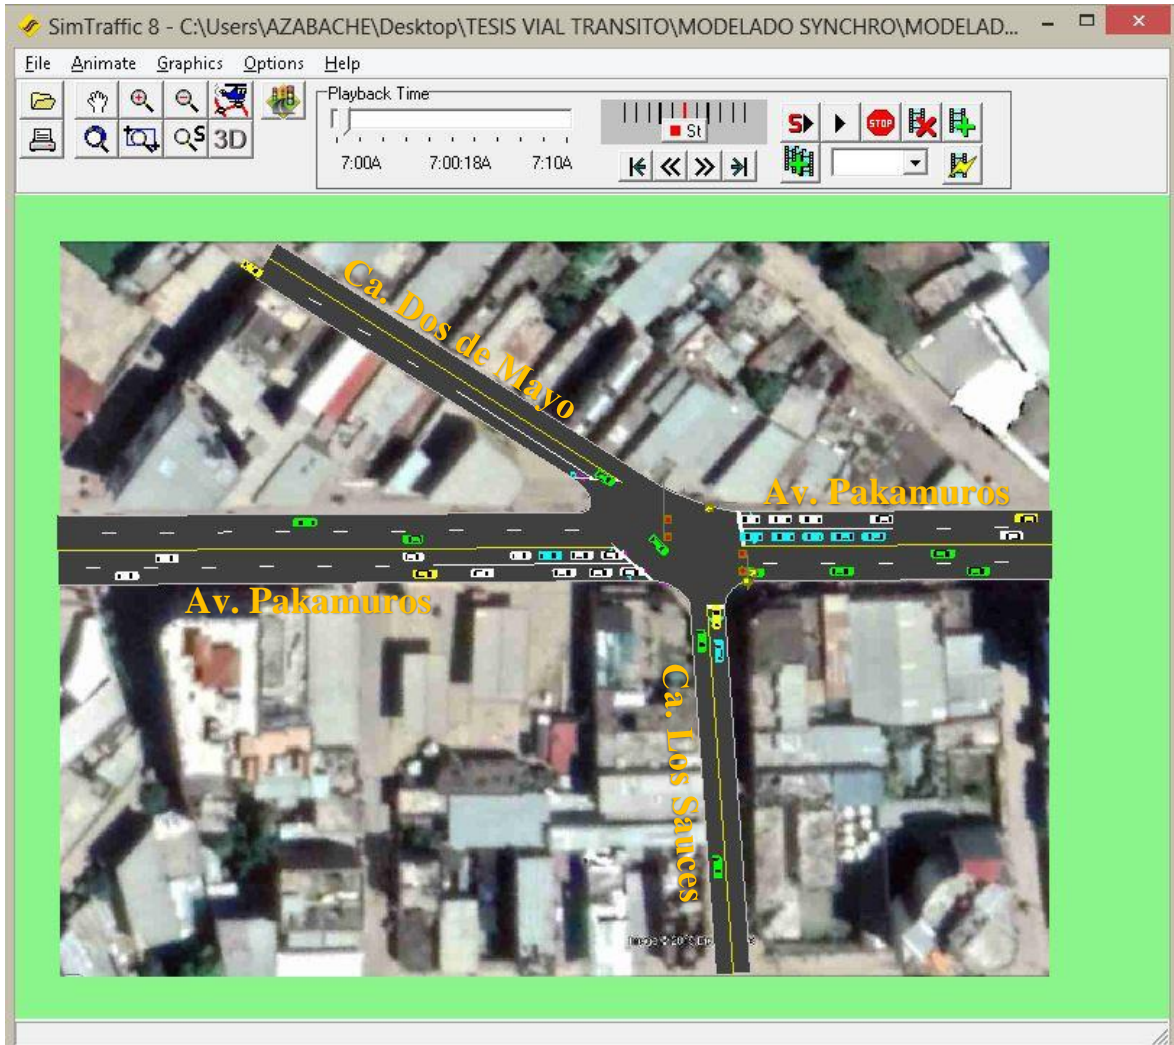 SimTraffic 8 - C:\Users\AZABACHE\Desktop\TESIS VIAL TRANSITO\MODELADO SYNCHRO\MODELAD...
File Animate Graphics Options Help
Playback Time
7:00A 7:00:18A 7:10A
St
S
STOP
S
3D
Ca. Dos de Mayo
Av. Pakamuros
Av. Pakamuros
Ca. Los Sauces
Image ©